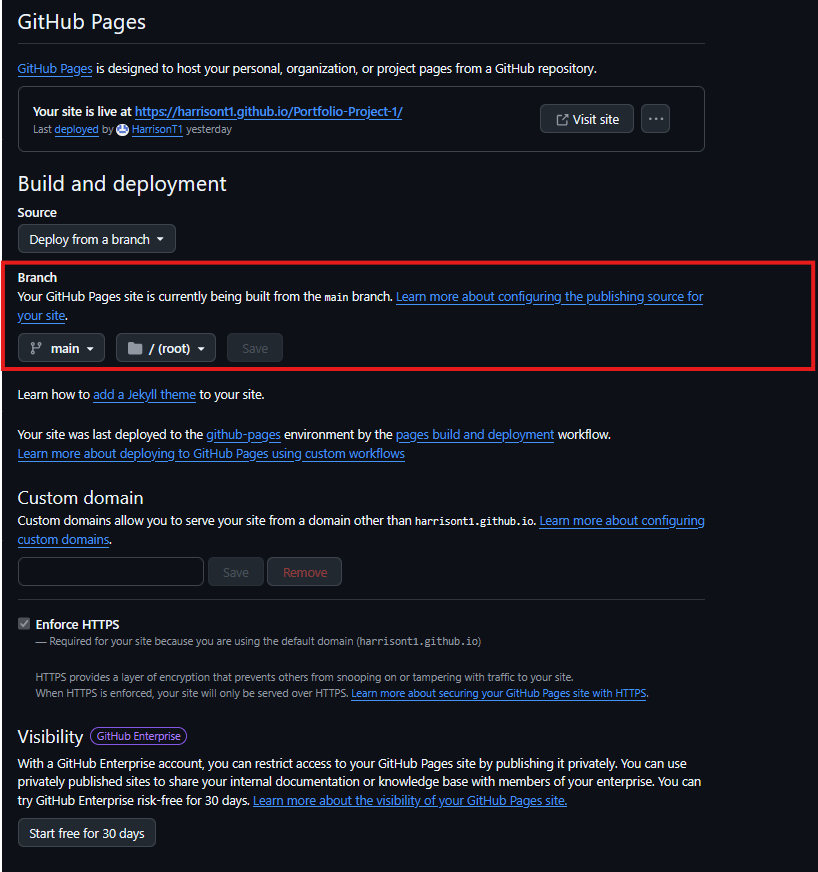 GitHub Pages
GitHub Pages is designed to host your personal, organization, or project pages from a GitHub repository.
Your site is live at https://harrisont1.github.io/Portfolio-Project-1/
Last deployed by HarrisonT1 yesterday
Visit site
Build and deployment
Source
Deploy from a branch
Branch
Your GitHub Pages site is currently being built from the main branch. Learn more about configuring the publishing source for
your site.
main
/ (root)
Save
Learn how to add a Jekyll theme to your site.
Your site was last deployed to the github-pages environment by the pages build and deployment workflow.
Learn more about deploying to GitHub Pages using custom workflows
Custom domain
Custom domains allow you to serve your site from a domain other than harrisont1.github.io. Learn more about configuring
custom domains.
Save
Remove
Enforce HTTPS
— Required for your site because you are using the default domain (harrisont1.github.io)
HTTPS provides a layer of encryption that prevents others from snooping on or tampering with traffic to your site.
When HTTPS is enforced, your site will only be served over HTTPS. Learn more about securing your GitHub Pages site with HTTPS.
Visibility GitHub Enterprise
With a GitHub Enterprise account, you can restrict access to your GitHub Pages site by publishing it privately. You can use
privately published sites to share your internal documentation or knowledge base with members of your enterprise. You can
try GitHub Enterprise risk-free for 30 days. Learn more about the visibility of your GitHub Pages site.
Start free for 30 days